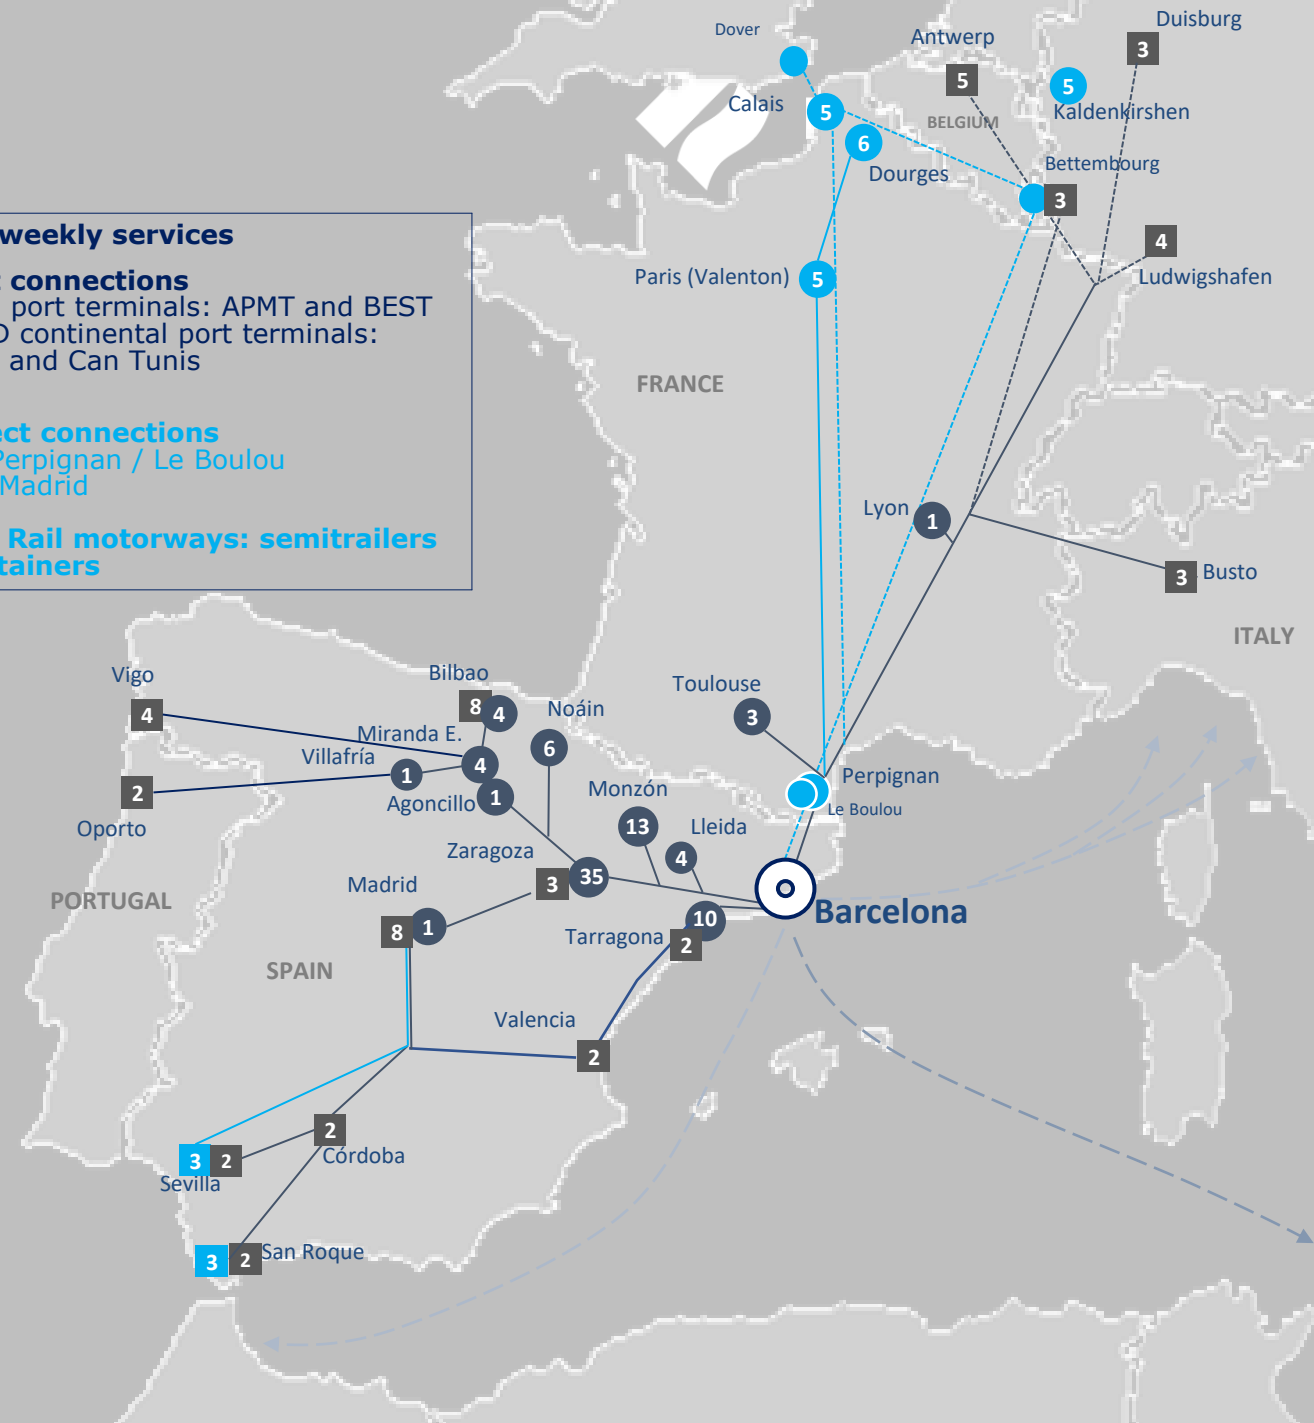 Duisburg
3
Dover
Antwerp
5
5
Kaldenkirshen
Calais
5
BELGIUM
6
Dourges
Bettembourg
3
4
Ludwigshafen
Paris (Valenton)
5
weekly services
connections
port terminals: APMT and BEST
continental port terminals:
and Can Tunis
connections
Perpignan / Le Boulou
Madrid
Rail motorways: semitrailers
FRANCE
Lyon
1
3
Busto
ITALY
Vigo
4
Bilbao
8
4
Noáin
6
Toulouse
3
Miranda E.
4
Villafría
1
Agoncillo
1
2
Oporto
Perpignan
Le Boulou
Monzón
13
Lleida
4
Zaragoza
3
35
Madrid
8
1
PORTUGAL
Barcelona
10
Tarragona
2
SPAIN
Valencia
2
2
Córdoba
3
2
Sevilla
3
2
San Roque